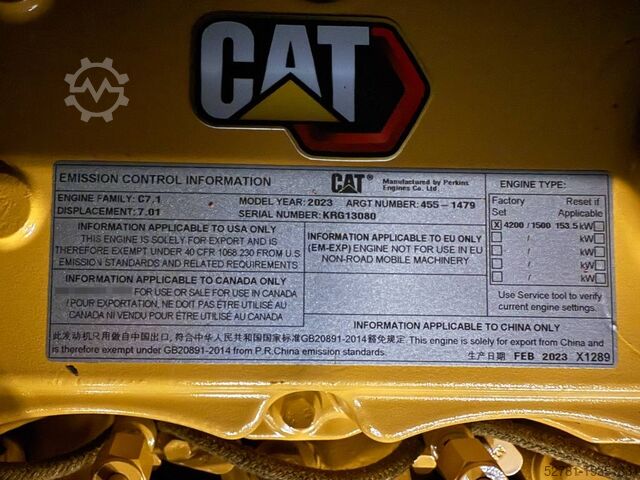 CAT
EMISSION CONTROL INFORMATION
CAT
Manufactured by Perkins
Engines Co. Ltd.
ENGINE FAMILY: C7.1
MODEL YEAR: 2023
ARGT NUMBER: 455-1479
DISPLACEMENT: 7.01
SERIAL NUMBER: KRG13080
INFORMATION APPLICABLE TO USA ONLY
THIS ENGINE IS SOLELY FOR EXPORT AND IS
THEREFORE EXEMPT UNDER 40 CFR 1068.230 FROM U.S
EMISSION STANDARDS AND RELATED REQUIREMENTS
INFORMATION APPLICABLE TO EU ONLY
(EM-EXP) ENGINE NOT FOR USE IN EU
NON-ROAD MOBILE MACHINERY
INFORMATION APPLICABLE TO CANADA ONLY
FOR USE OR SALE FOR USE IN CANADA
/POUR EXPORTATION, NE DOIT PAS ETRE UTILISE AU
CANADA NI VENDU POUR ÊTRE UTILISÉ AU CANADA
ENGINE TYPE:
Factory Set
Reset if Applicable
X 4200 / 1500 153.5 kW
/ kW
/ kW
/ kW
Use Service tool to verify
current engine settings.
INFORMATION APPLICABLE TO CHINA ONLY
此发动机只用做自中国出口. 符合中华人民共和国国家标准GB20891-2014豁免规定. This engine is solely for export from China and
is therefore exempt under GB20891-2014 from P.R.China emission standards.
生产日期 FEB 2023 X1289